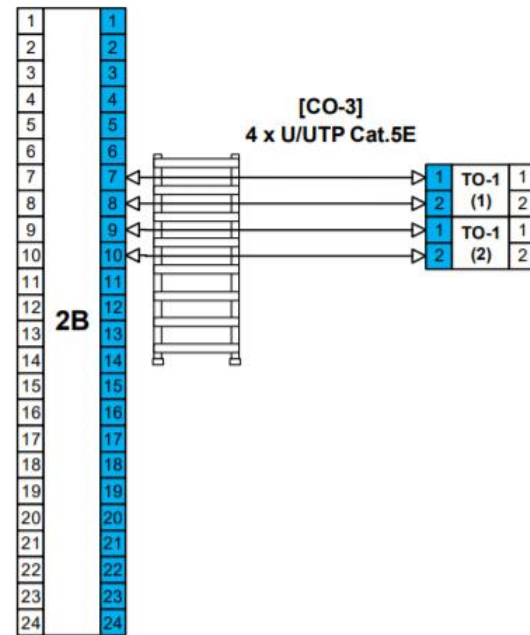 1 1
2 2
3 3
4 4
5 5
6 6
[CO-3]
4 x U/UTP Cat.5E
7 7 1 TO-1 1
8 8 2 (1) 2
9 9 1 TO-1 1
10 10 2 (2) 2
11 11
12 12
2B
13 13
14 14
15 15
16 16
17 17
18 18
19 19
20 20
21 21
22 22
23 23
24 24